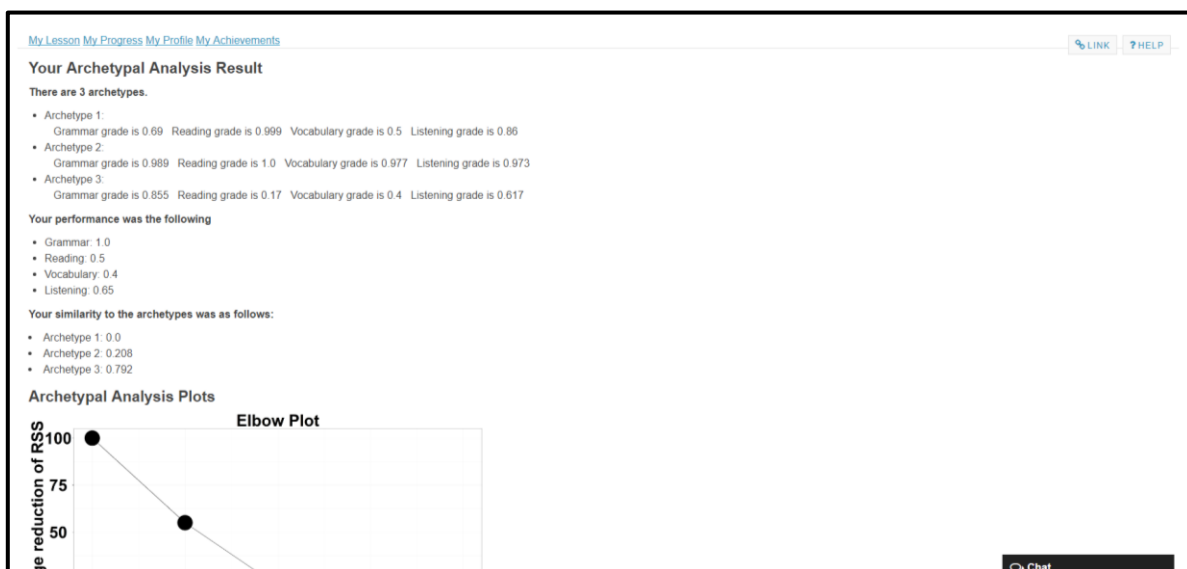 My Lesson My Progress My Profile My Achievements
LINK ? HELP
Your Archetypal Analysis Result
There are 3 archetypes.
• Archetype 1:
Grammar grade is 0.69 Reading grade is 0.999 Vocabulary grade is 0.5 Listening grade is 0.86
• Archetype 2:
Grammar grade is 0.989 Reading grade is 1.0 Vocabulary grade is 0.977 Listening grade is 0.973
• Archetype 3:
Grammar grade is 0.855 Reading grade is 0.17 Vocabulary grade is 0.4 Listening grade is 0.617
Your performance was the following
• Grammar: 1.0
• Reading: 0.5
• Vocabulary: 0.4
• Listening: 0.65
Your similarity to the archetypes was as follows:
• Archetype 1: 0.0
• Archetype 2: 0.208
• Archetype 3: 0.792
Archetypal Analysis Plots
Elbow Plot
reduction of RSS
100
75
50
Chat